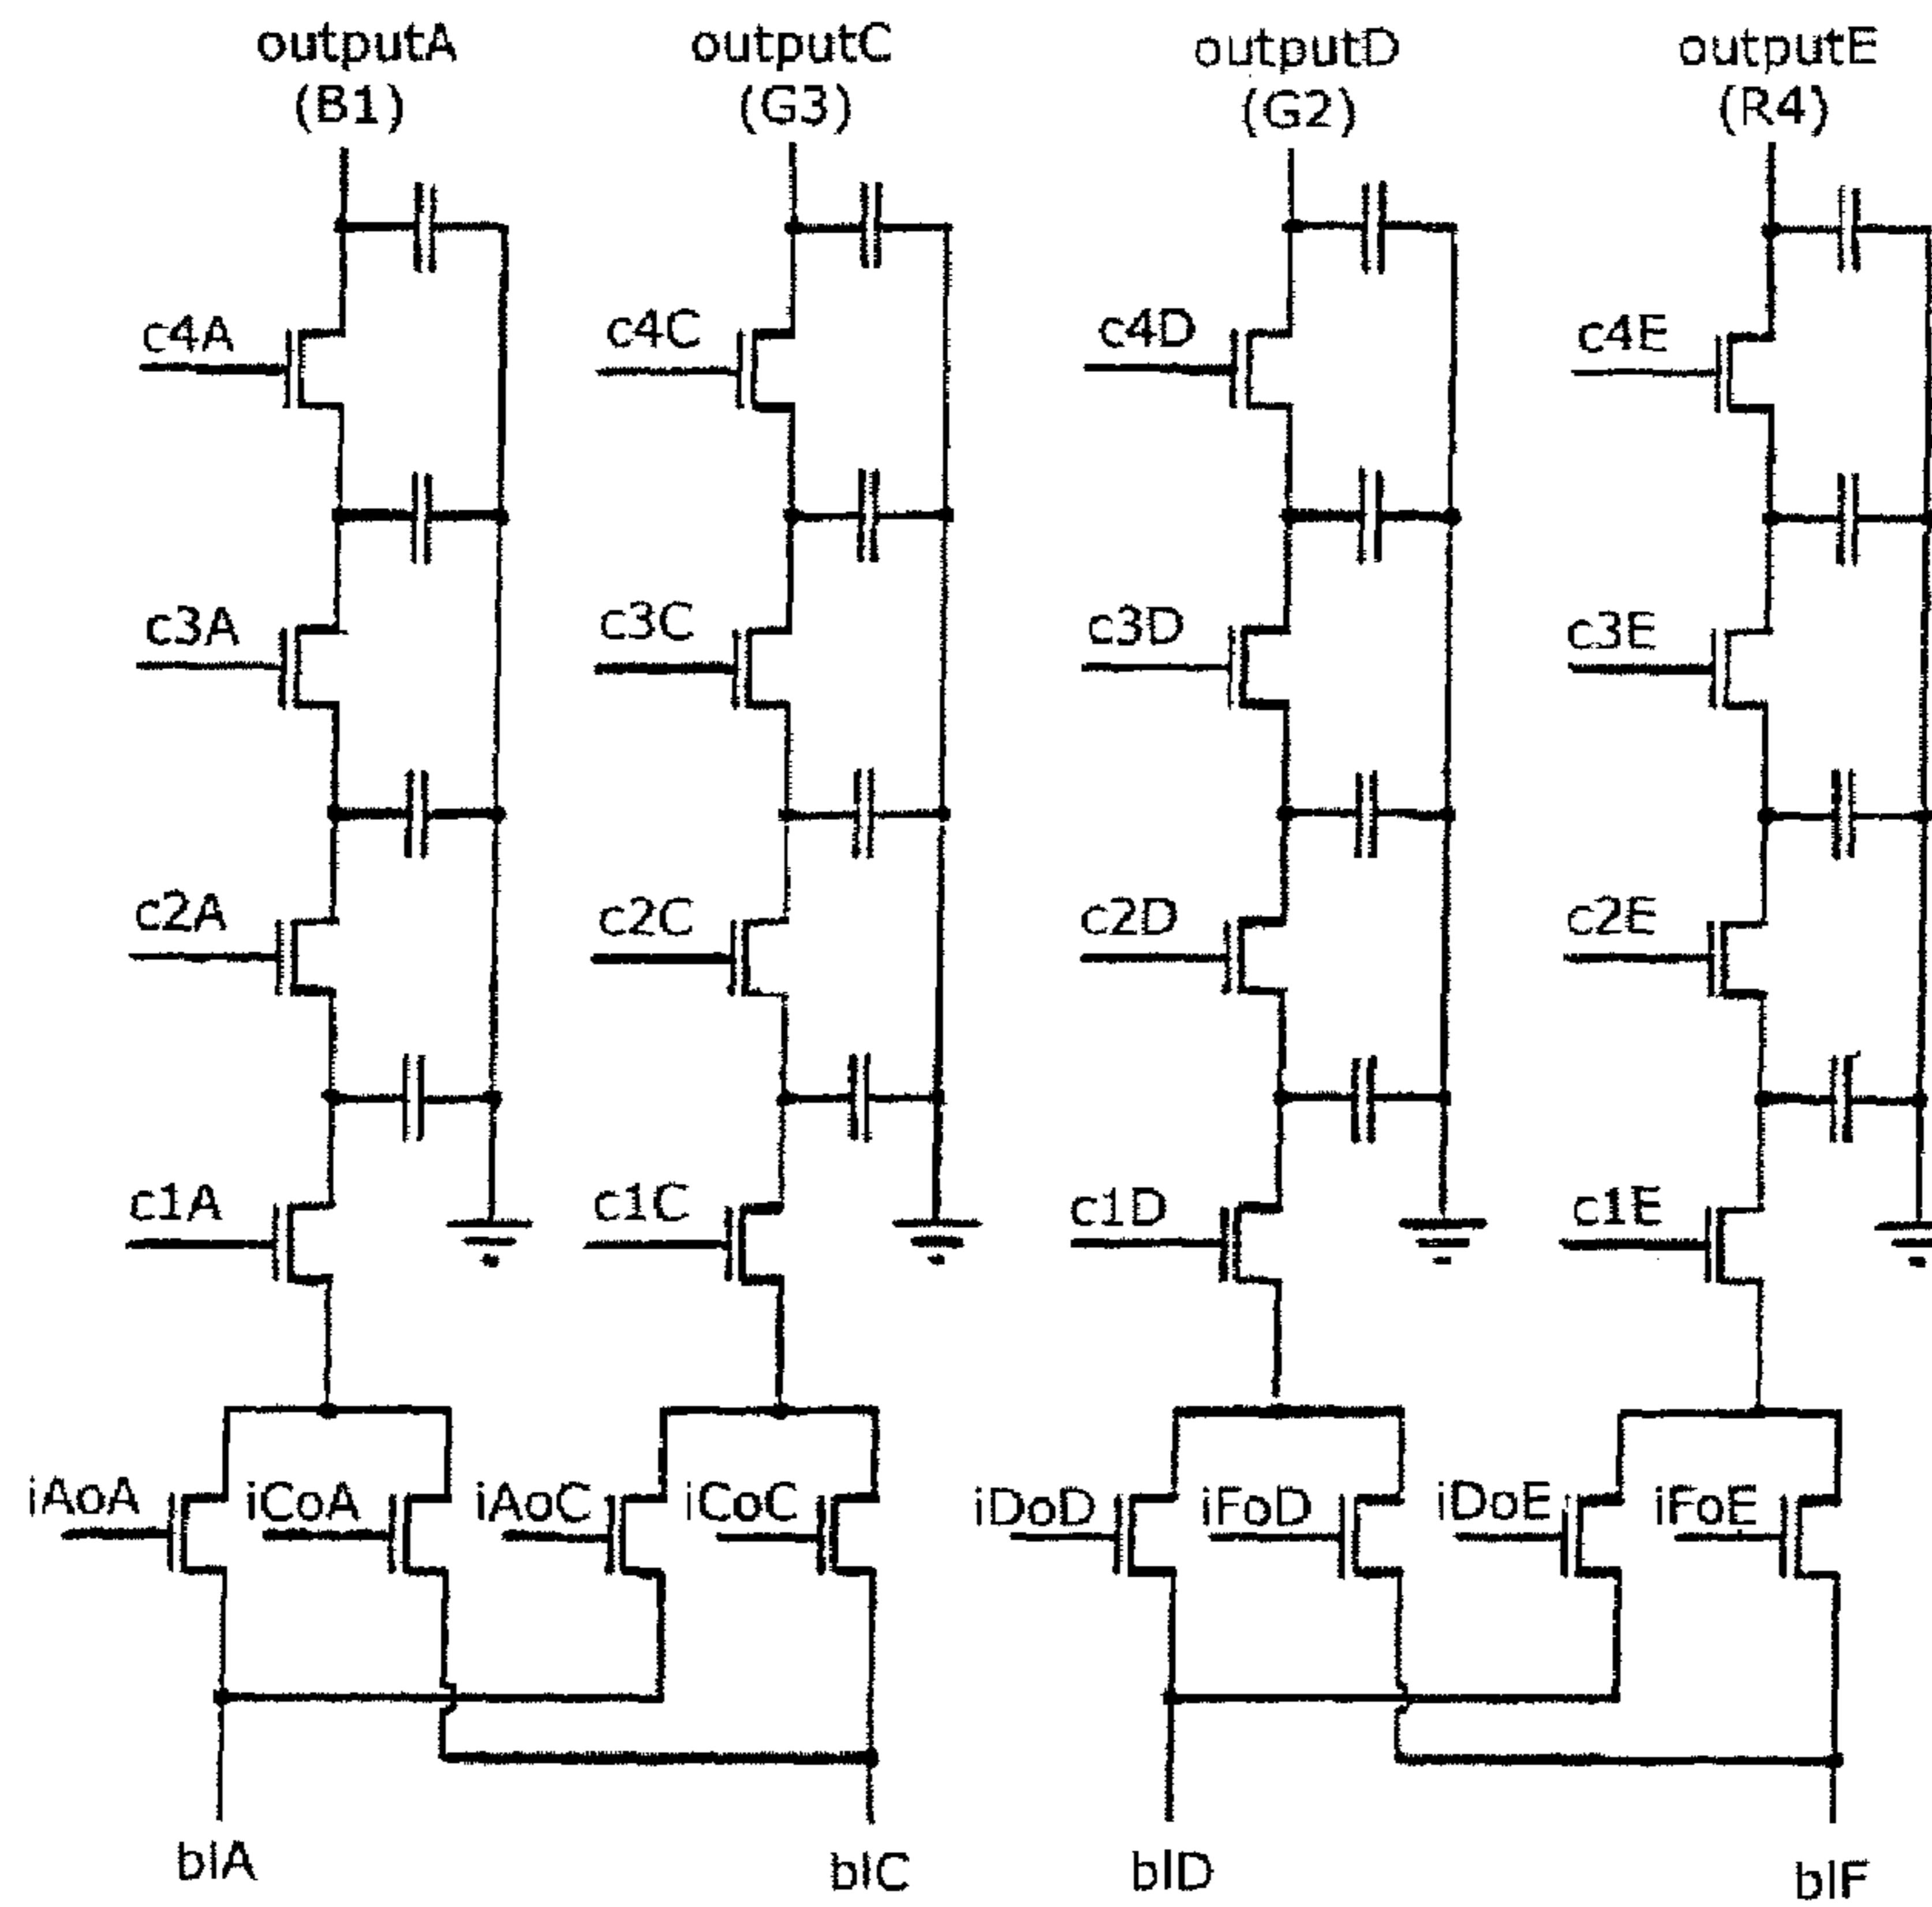 outputA outputC outputD outputE
(B1) (G3) (G2) (R4)
c4A c4C c4D c4E
c3A c3C c3D c3E
c2A c2C c2D c2E
c1A c1C c1D c1E
iAoA iCoA iAoC iCoC iDoD iFoD iDoE iFoE
blA blC blD blF